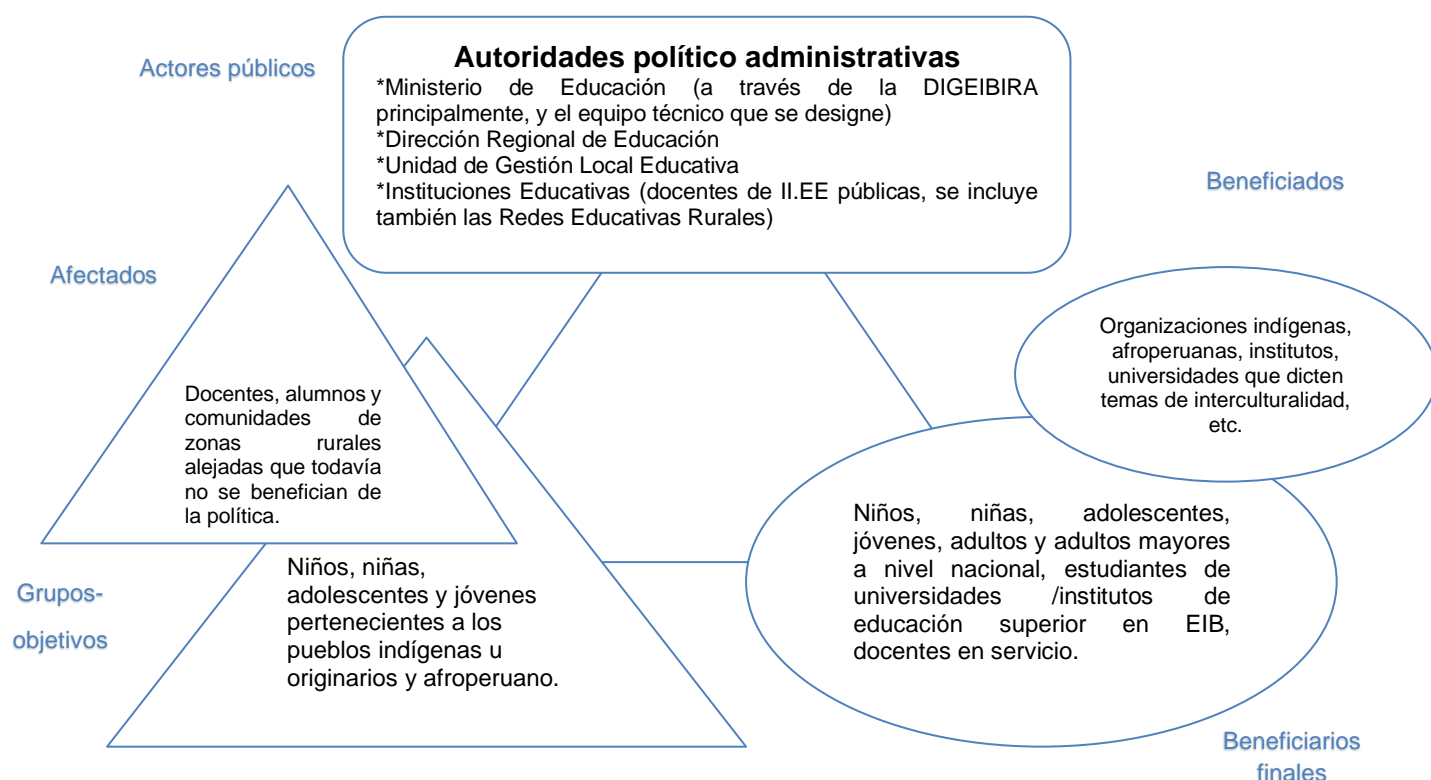 Actores públicos
Autoridades político administrativas
*Ministerio de Educación (a través de la DIGEIBIRA
principalmente, y el equipo técnico que se designe)
*Dirección Regional de Educación
*Unidad de Gestión Local Educativa
*Instituciones Educativas (docentes de II.EE públicas, se incluye
también las Redes Educativas Rurales)
Beneficiados
Afectados
Organizaciones indígenas,
afroperuanas, institutos,
universidades que dicten
temas de interculturalidad,
etc.
Docentes, alumnos y
comunidades de
zonas rurales
alejadas que todavía
no se benefician de
la política.
Niños, niñas, adolescentes,
jóvenes, adultos y adultos mayores
a nivel nacional, estudiantes de
universidades /institutos de
educación superior en EIB,
docentes en servicio.
Grupos-
objetivos
Niños, niñas,
adolescentes y jóvenes
pertenecientes a los
pueblos indígenas u
originarios y afroperuano.
Beneficiarios
finales